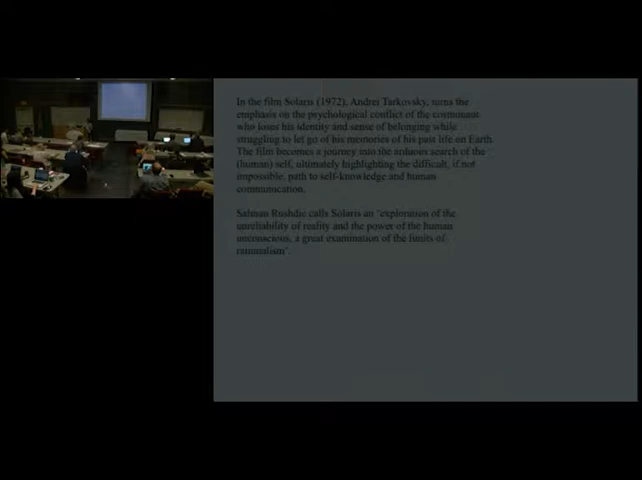 In the film Solaris (1972), Andrei Tarkovsky, turns the
emphasis on the psychological conflict of the cosmonaut
who loses his identity and sense of belonging while
struggling to let go of his memories of his past life on Earth.
The film becomes a journey into the arduous search of the
(human) self, ultimately highlighting the difficult, if not
impossible, path to self-knowledge and human
communication.
Salman Rushdie calls Solaris an 'exploration of the
unreliability of reality and the power of the human
unconscious, a great examination of the limits of
rationalism'.